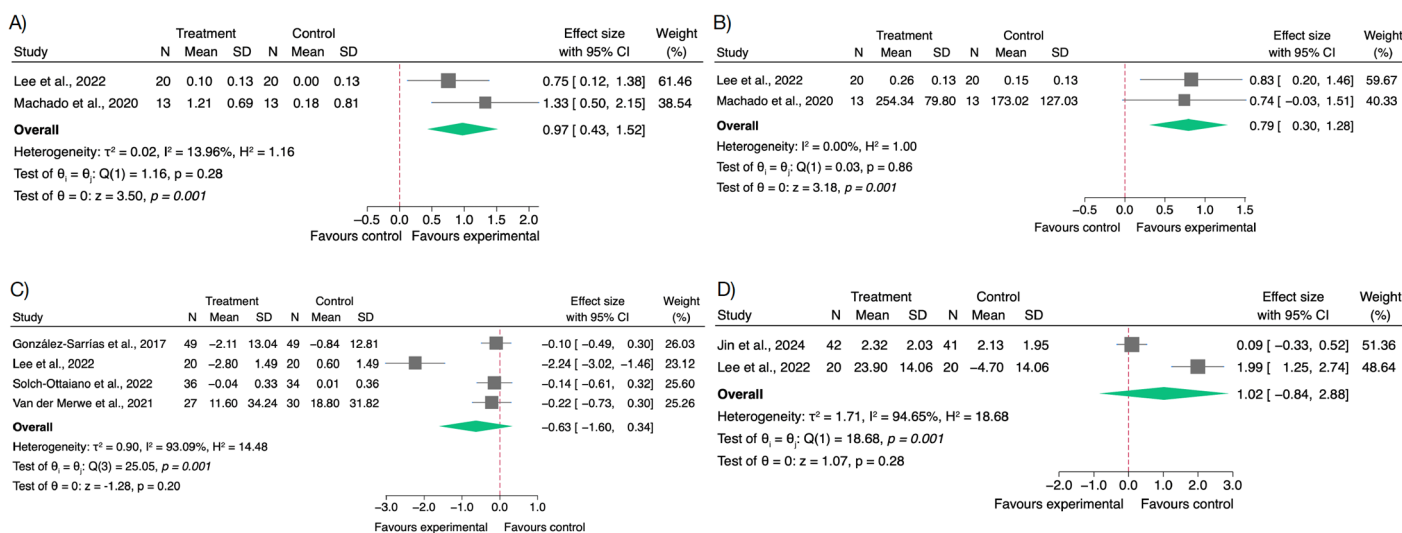 A)
Treatment Control Effect size Weight
Study N Mean SD N Mean SD with 95% CI (%)
Lee et al., 2022 20 0.10 0.13 20 0.00 0.13 0.75 [ 0.12, 1.38] 61.46
Machado et al., 2020 13 1.21 0.69 13 0.18 0.81 1.33 [ 0.50, 2.15] 38.54
Overall 0.97 [ 0.43, 1.52]
Heterogeneity: τ² = 0.02, I² = 13.96%, H² = 1.16
Test of θi = θj: Q(1) = 1.16, p = 0.28
Test of θ = 0: z = 3.50, p = 0.001
−0.5 0.0 0.5 1.0 1.5 2.0
Favours control Favours experimental
B)
Treatment Control Effect size Weight
Study N Mean SD N Mean SD with 95% CI (%)
Lee et al., 2022 20 0.26 0.13 20 0.15 0.13 0.83 [ 0.20, 1.46] 59.67
Machado et al., 2020 13 254.34 79.80 13 173.02 127.03 0.74 [ −0.03, 1.51] 40.33
Overall 0.79 [ 0.30, 1.28]
Heterogeneity: I² = 0.00%, H² = 1.00
Test of θi = θj: Q(1) = 0.03, p = 0.86
Test of θ = 0: z = 3.18, p = 0.001
−0.5 0.0 0.5 1.0 1.5
Favours control Favours experimental
C)
Treatment Control Effect size Weight
Study N Mean SD N Mean SD with 95% CI (%)
González-Sarrías et al., 2017 49 −2.11 13.04 49 −0.84 12.81 −0.10 [ −0.49, 0.30] 26.03
Lee et al., 2022 20 −2.80 1.49 20 0.60 1.49 −2.24 [ −3.02, −1.46] 23.12
Solch-Ottaiano et al., 2022 36 −0.04 0.33 34 0.01 0.36 −0.14 [ −0.61, 0.32] 25.60
Van der Merwe et al., 2021 27 11.60 34.24 30 18.80 31.82 −0.22 [ −0.73, 0.30] 25.26
Overall −0.63 [ −1.60, 0.34]
Heterogeneity: τ² = 0.90, I² = 93.09%, H² = 14.48
Test of θi = θj: Q(3) = 25.05, p = 0.001
Test of θ = 0: z = -1.28, p = 0.20
−3.0 −2.0 −1.0 0.0 1.0
Favours experimental Favours control
D)
Treatment Control Effect size Weight
Study N Mean SD N Mean SD with 95% CI (%)
Jin et al., 2024 42 2.32 2.03 41 2.13 1.95 0.09 [ −0.33, 0.52] 51.36
Lee et al., 2022 20 23.90 14.06 20 −4.70 14.06 1.99 [ 1.25, 2.74] 48.64
Overall 1.02 [ −0.84, 2.88]
Heterogeneity: τ² = 1.71, I² = 94.65%, H² = 18.68
Test of θi = θj: Q(1) = 18.68, p = 0.001
Test of θ = 0: z = 1.07, p = 0.28
−2.0 −1.0 0.0 1.0 2.0 3.0
Favours experimental Favours control